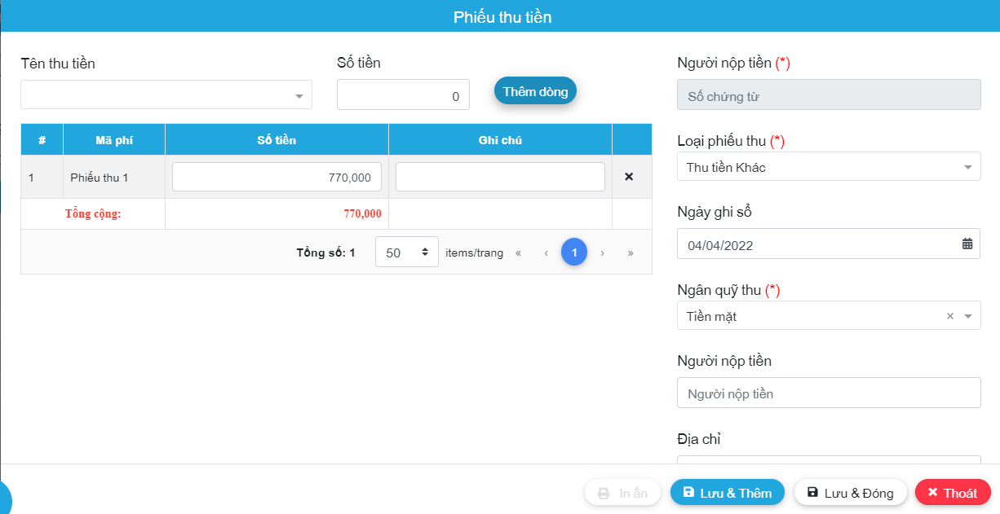 Phiếu thu tiền
Tên thu tiền
Số tiền
0
Thêm dòng
# Mã phí Số tiền Ghi chú
1 Phiếu thu 1 770,000
Tổng cộng: 770,000
Tổng số: 1 50 items/trang « ‹ 1 › »
Người nộp tiền (*)
Số chứng từ
Loại phiếu thu (*)
Thu tiền Khác
Ngày ghi sổ
04/04/2022
Ngân quỹ thu (*)
Tiền mặt ×
Người nộp tiền
Người nộp tiền
Địa chỉ
In ấn Lưu & Thêm Lưu & Đóng Thoát